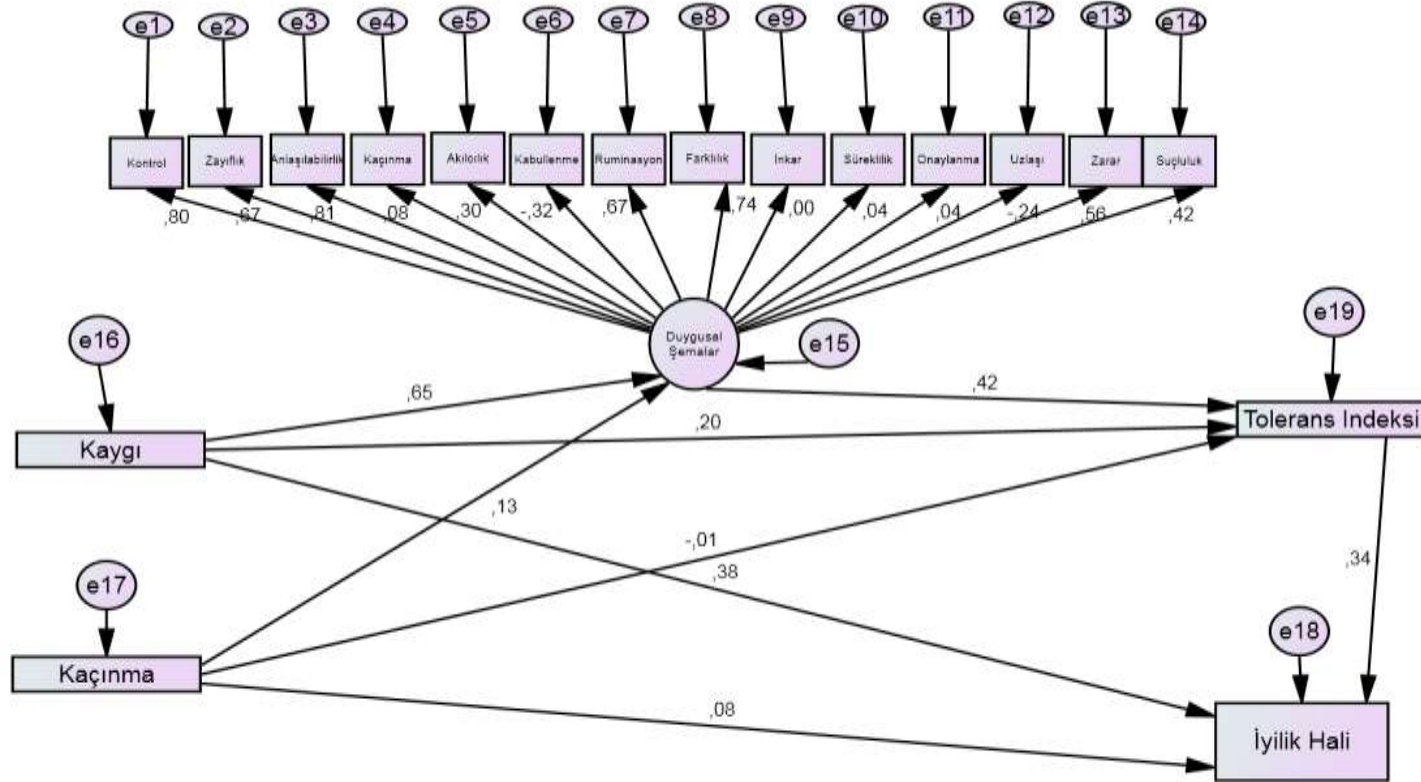 e1 e2 e3 e4 e5 e6 e7 e8 e9 e10 e11 e12 e13 e14
Kontrol Zayıflık Anlaşılabilirlik Kaçınma Akılcılık Kabullenme Ruminasyon Farklılık İnkar Süreklilik Onaylanma Uzlaşı Zarar Suçluluk
,80 ,67 ,81 ,08 ,30 -,32 ,67 ,74 ,00 ,04 ,04 -,24 ,56 ,42
e19
e16
Duygusal
Şemalar
e15
,65
,42
Kaygı
,20
Tolerans Indeksi
,13
-,01
,38
,34
e17
e18
Kaçınma
,08
İyilik Hali